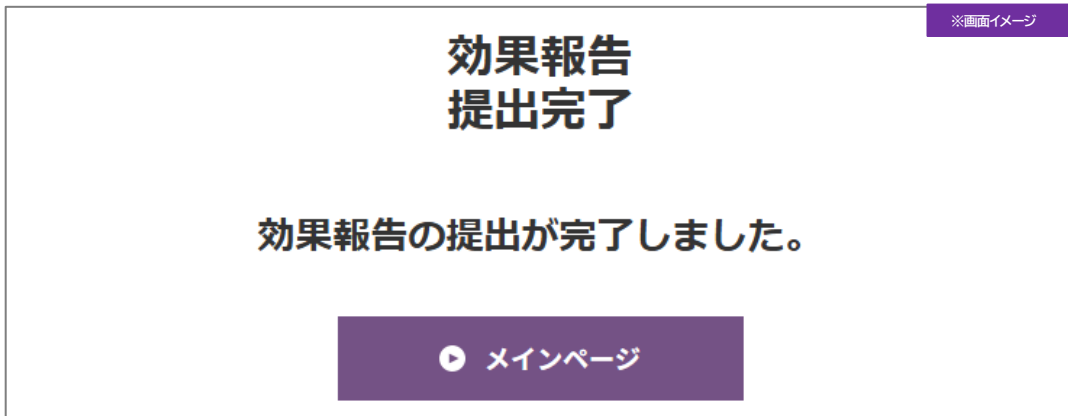 ※画面イメージ
効果報告
提出完了
効果報告の提出が完了しました。
メインページ